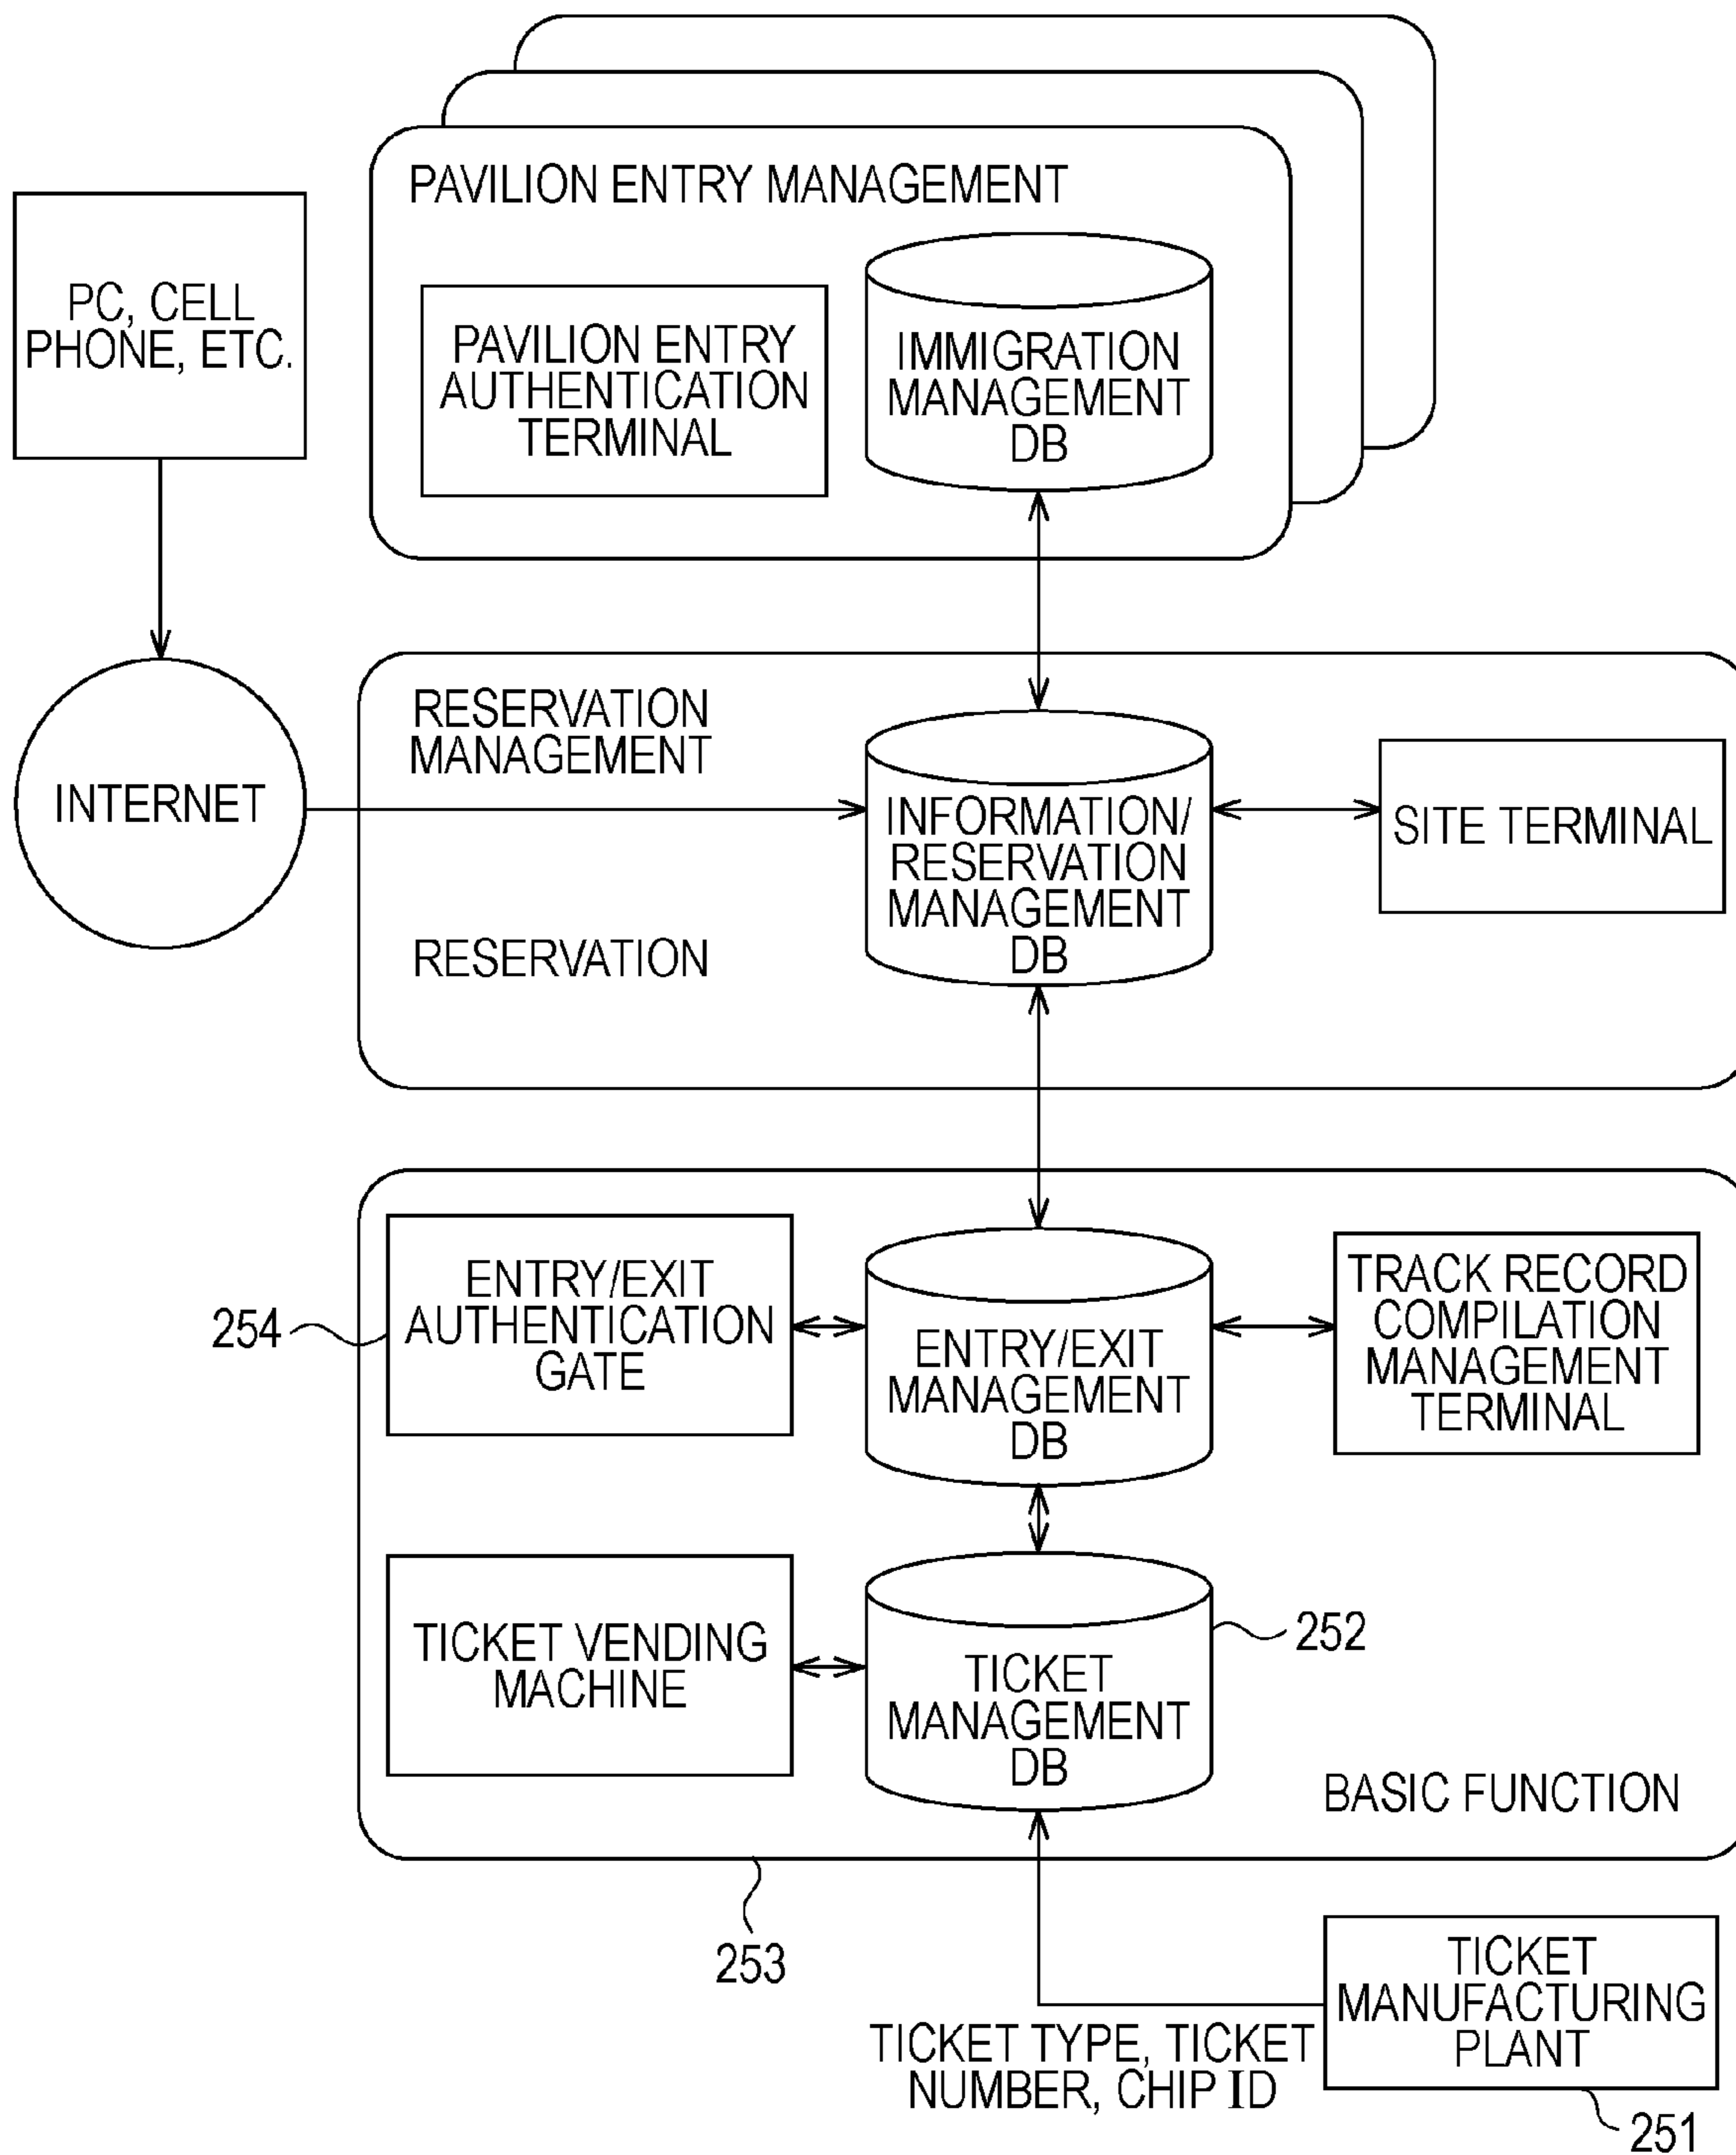 PAVILION ENTRY MANAGEMENT
PC, CELL
PHONE, ETC.
PAVILION ENTRY
AUTHENTICATION
TERMINAL
IMMIGRATION
MANAGEMENT
DB
RESERVATION
MANAGEMENT
INTERNET
INFORMATION/
RESERVATION
MANAGEMENT
DB
SITE TERMINAL
RESERVATION
254
ENTRY/EXIT
AUTHENTICATION
GATE
ENTRY/EXIT
MANAGEMENT
DB
TRACK RECORD
COMPILATION
MANAGEMENT
TERMINAL
TICKET VENDING
MACHINE
TICKET
MANAGEMENT
DB
252
BASIC FUNCTION
253
TICKET TYPE, TICKET
NUMBER, CHIP ID
TICKET
MANUFACTURING
PLANT
251